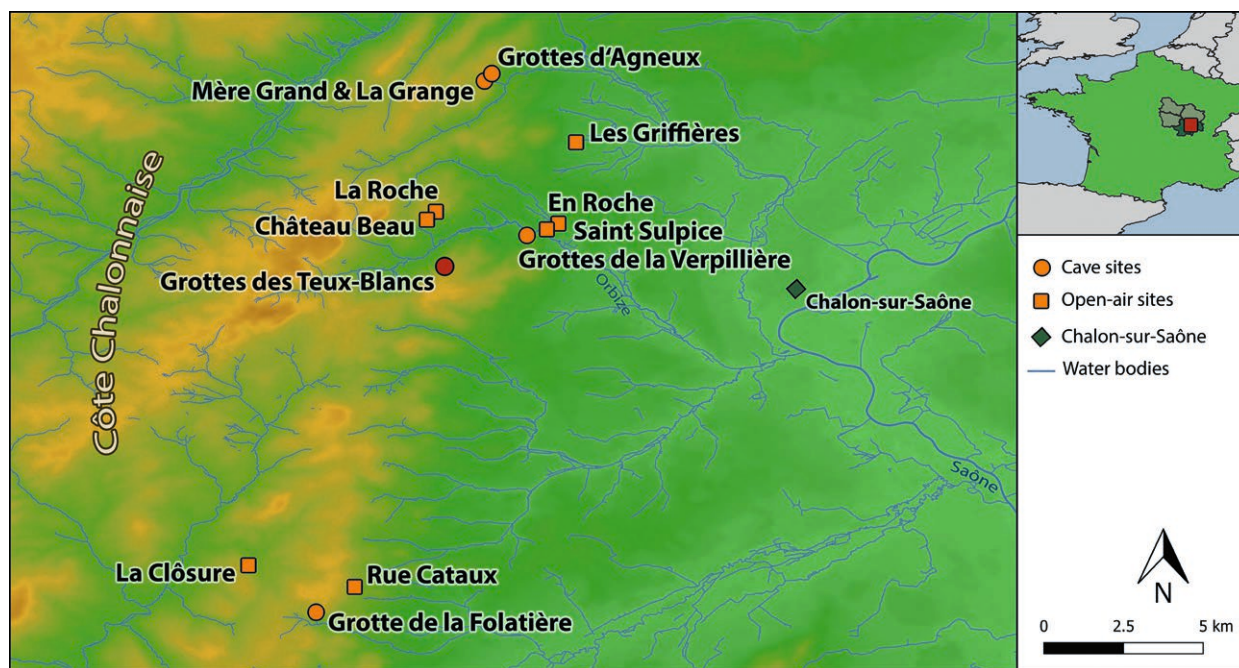 Grottes d‘Agneux
Mère Grand & La Grange
Les Griffières
La Roche
Château Beau
En Roche
Saint Sulpice
Grottes de la Verpillière
Grottes des Teux-Blancs
Orbize
Chalon-sur-Saône
Côte Chalonnaise
Saône
La Clôsure
Rue Cataux
Grotte de la Folatière
Cave sites
Open-air sites
Chalon-sur-Saône
Water bodies
N
0 2.5 5 km